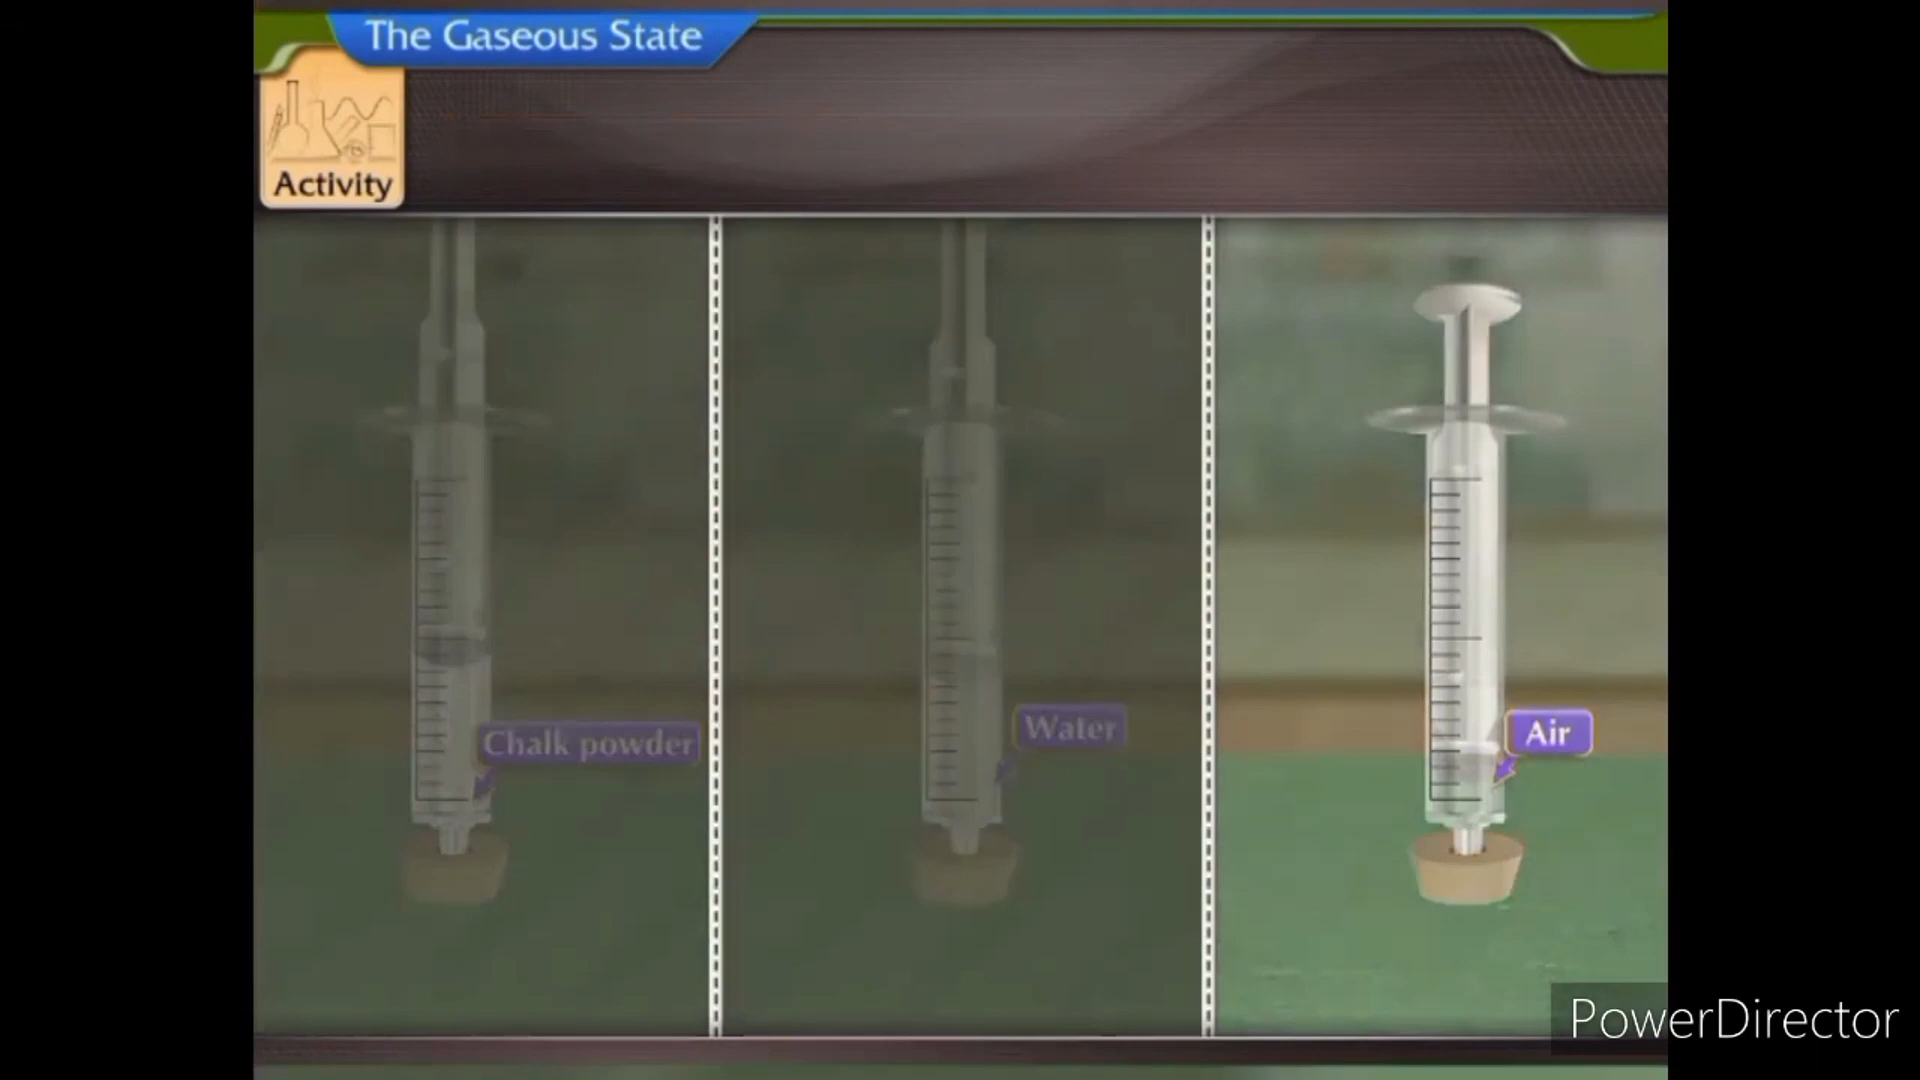 The Gaseous State
Activity
Chalk powder
Water
Air
PowerDirector